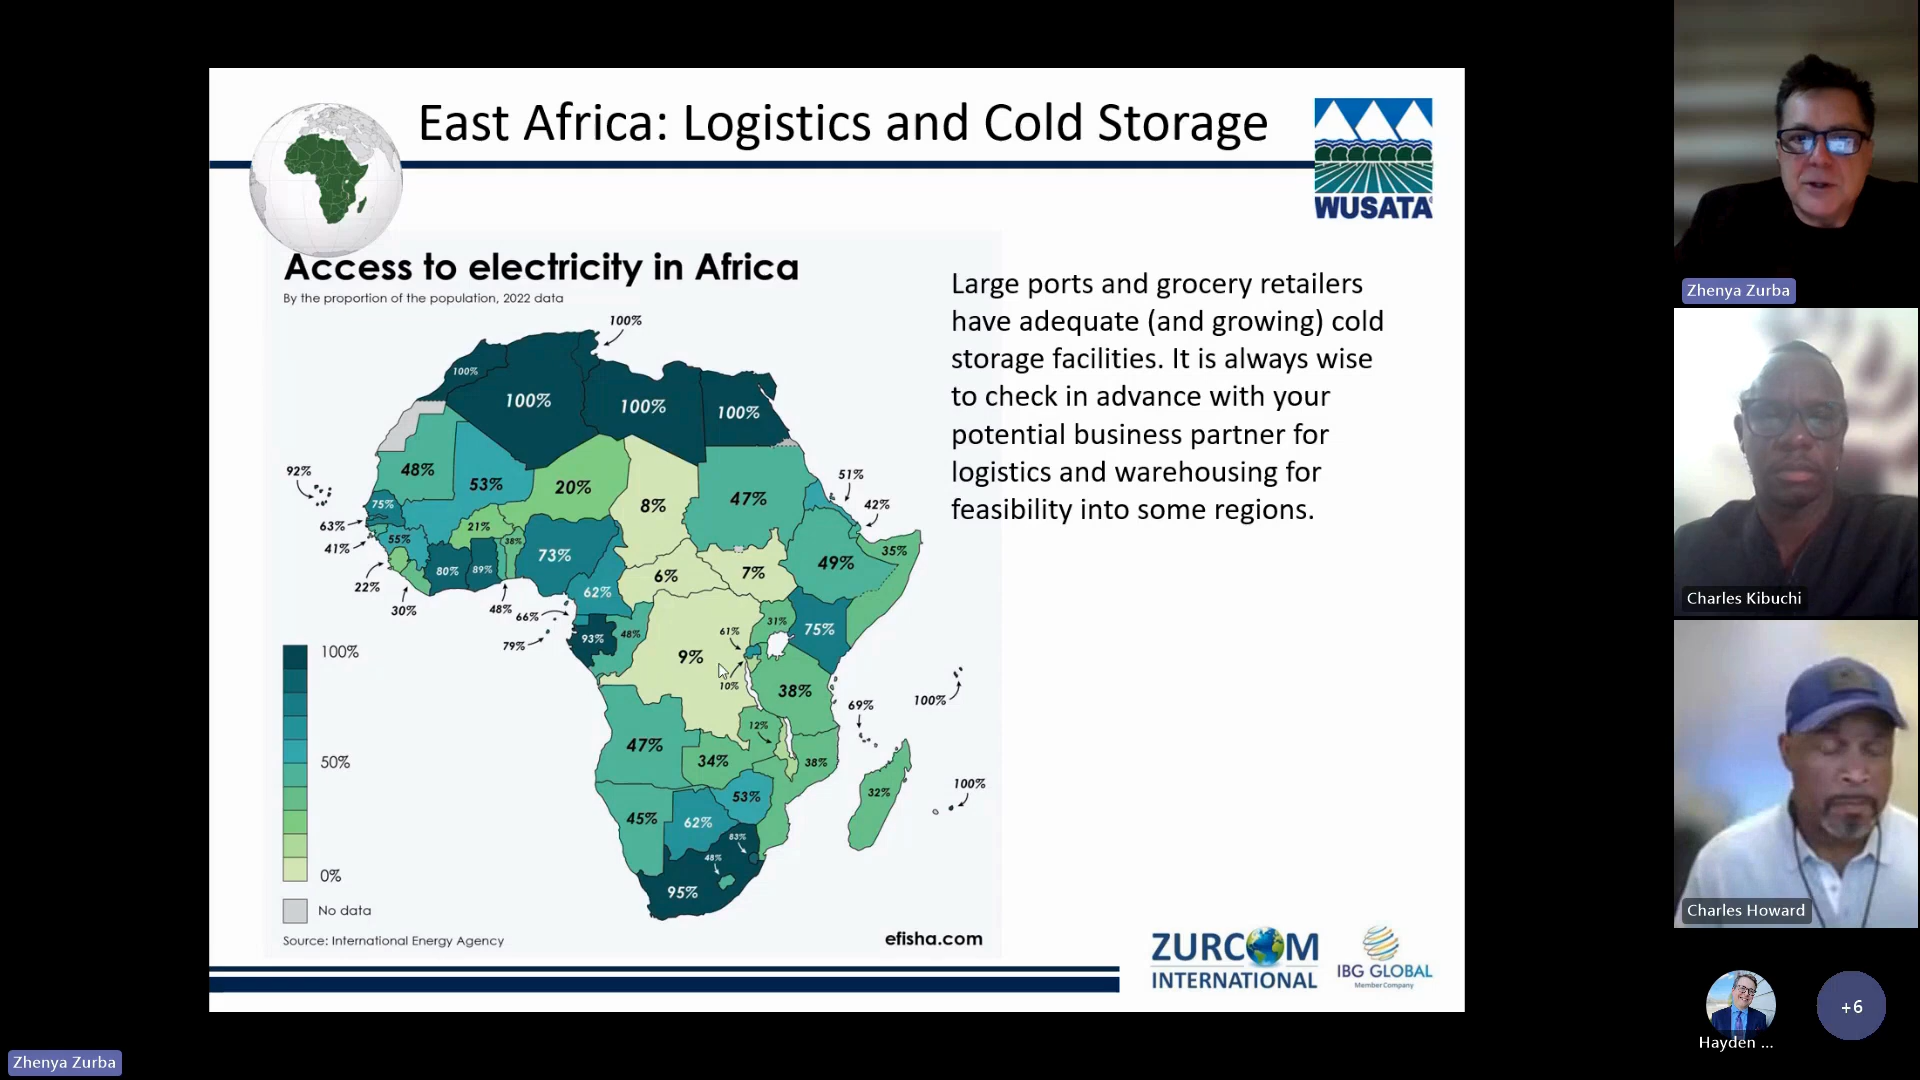 East Africa: Logistics and Cold Storage
WUSATA
Access to electricity in Africa
By the proportion of the population, 2022 data
100%
100%
100%
100%
100%
48%
53%
20%
8%
47%
51%
42%
92%
75%
63%
41%
55%
21%
38%
73%
49%
35%
22%
30%
80%
89%
48%
62%
6%
7%
66%
79%
93%
48%
61%
31%
75%
9%
10%
38%
69%
100%
12%
47%
34%
38%
32%
100%
53%
45%
62%
83%
48%
95%
100%
50%
0%
No data
Source: International Energy Agency
efisha.com
Large ports and grocery retailers
have adequate (and growing) cold
storage facilities. It is always wise
to check in advance with your
potential business partner for
logistics and warehousing for
feasibility into some regions.
ZURCOM
INTERNATIONAL
IBG GLOBAL
Member Company
Zhenya Zurba
Charles Kibuchi
Charles Howard
Hayden ...
+6
Zhenya Zurba